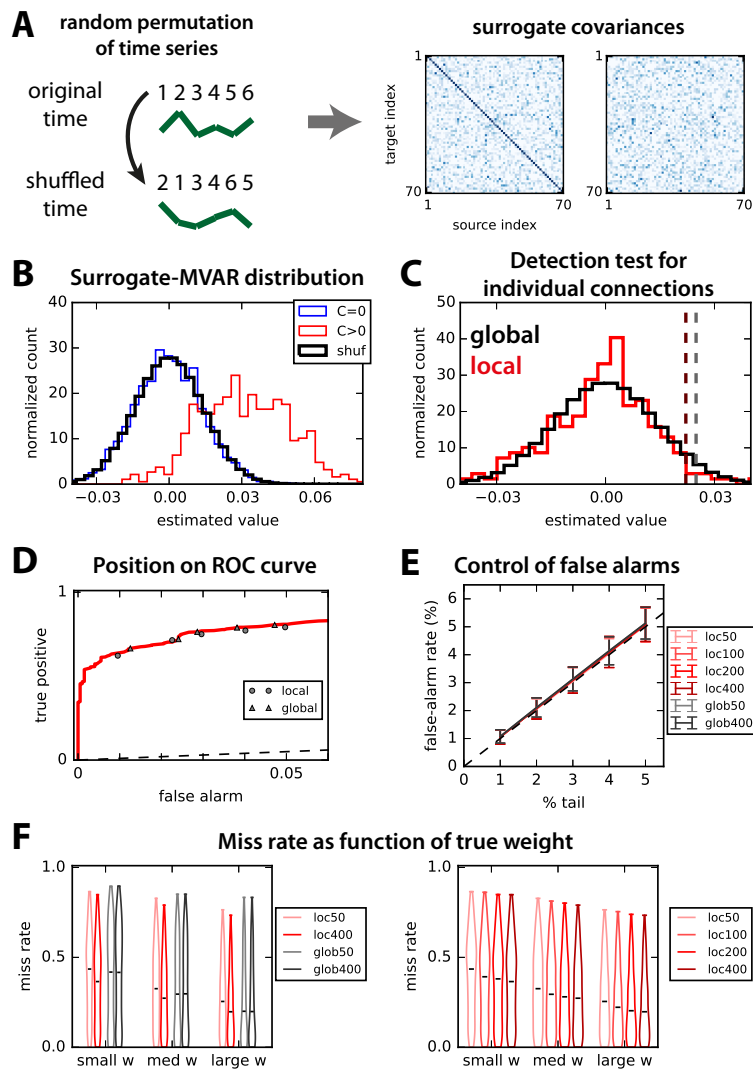 A
random permutation
of time series
surrogate covariances
original
time
1 2 3 4 5 6
shuffled
time
2 1 3 4 6 5
target index
1
70
1
70
source index
1
70
B
Surrogate-MVAR distribution
normalized count
40
30
20
10
0
−0.03
0.00
0.03
0.06
estimated value
C=0
C>0
shuf
C
Detection test for
individual connections
normalized count
50
40
30
20
10
0
global
local
−0.03
0.00
0.03
estimated value
D
Position on ROC curve
true positive
1
0
0
0.05
false alarm
local
global
E
Control of false alarms
false-alarm rate (%)
6
5
4
3
2
1
0
0
1
2
3
4
5
% tail
loc50
loc100
loc200
loc400
glob50
glob400
F
Miss rate as function of true weight
miss rate
1.0
0.5
0.0
small w
med w
large w
loc50
loc400
glob50
glob400
miss rate
1.0
0.5
0.0
small w
med w
large w
loc50
loc100
loc200
loc400